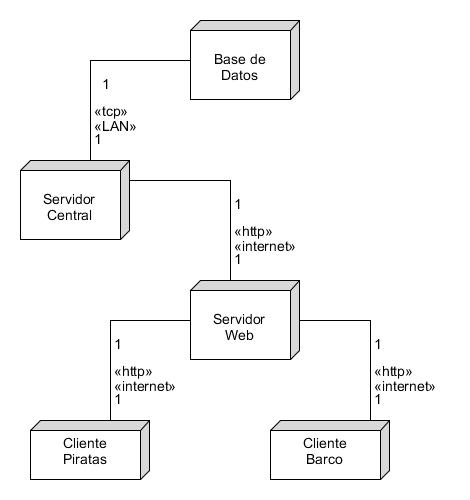 Base de
Datos
1
«tcp»
«LAN»
1
Servidor
Central
1
«http»
«internet»
1
Servidor
Web
1
«http»
«internet»
1
1
«http»
«internet»
1
Cliente
Piratas
Cliente
Barco